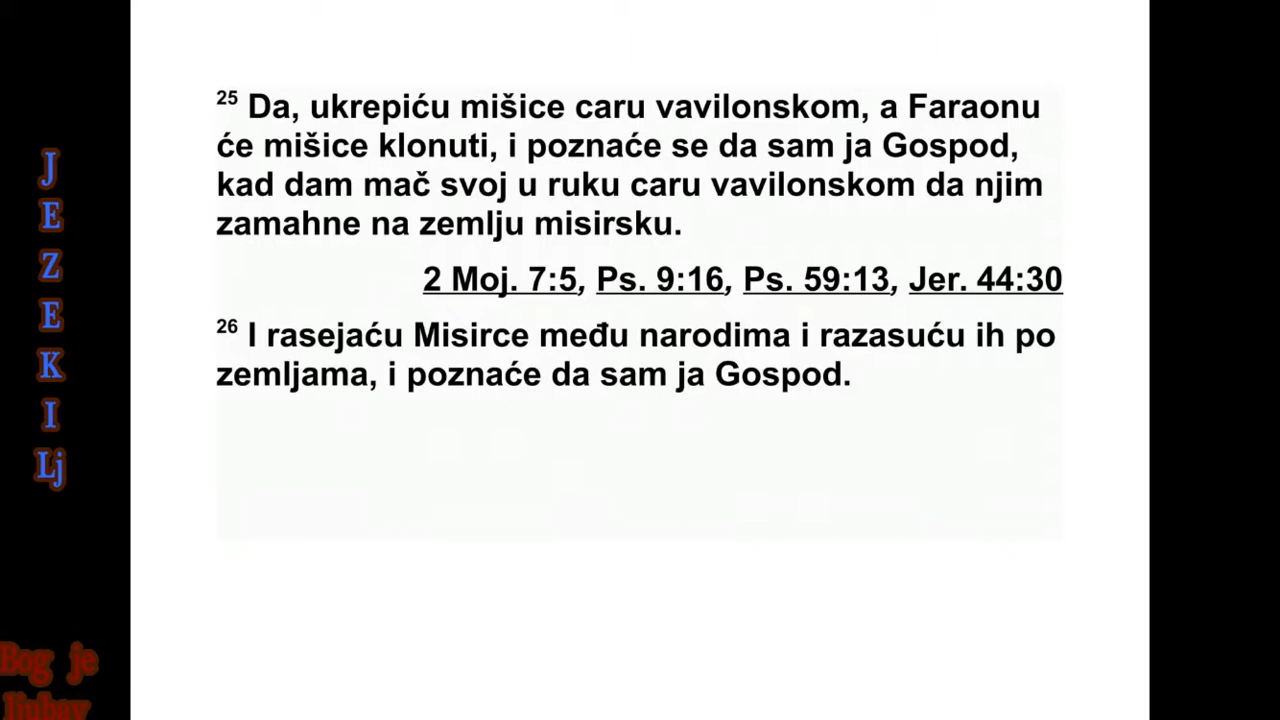 J
E
Z
E
K
I
Lj
Bog je
ljubav
25 Da, ukrepiću mišice caru vavilonskom, a Faraonu
će mišice klonuti, i poznaće se da sam ja Gospod,
kad dam mač svoj u ruku caru vavilonskom da njim
zamahne na zemlju misirsku.
2 Moj. 7:5, Ps. 9:16, Ps. 59:13, Jer. 44:30
26 I rasejaću Misirce među narodima i razasuću ih po
zemljama, i poznaće da sam ja Gospod.